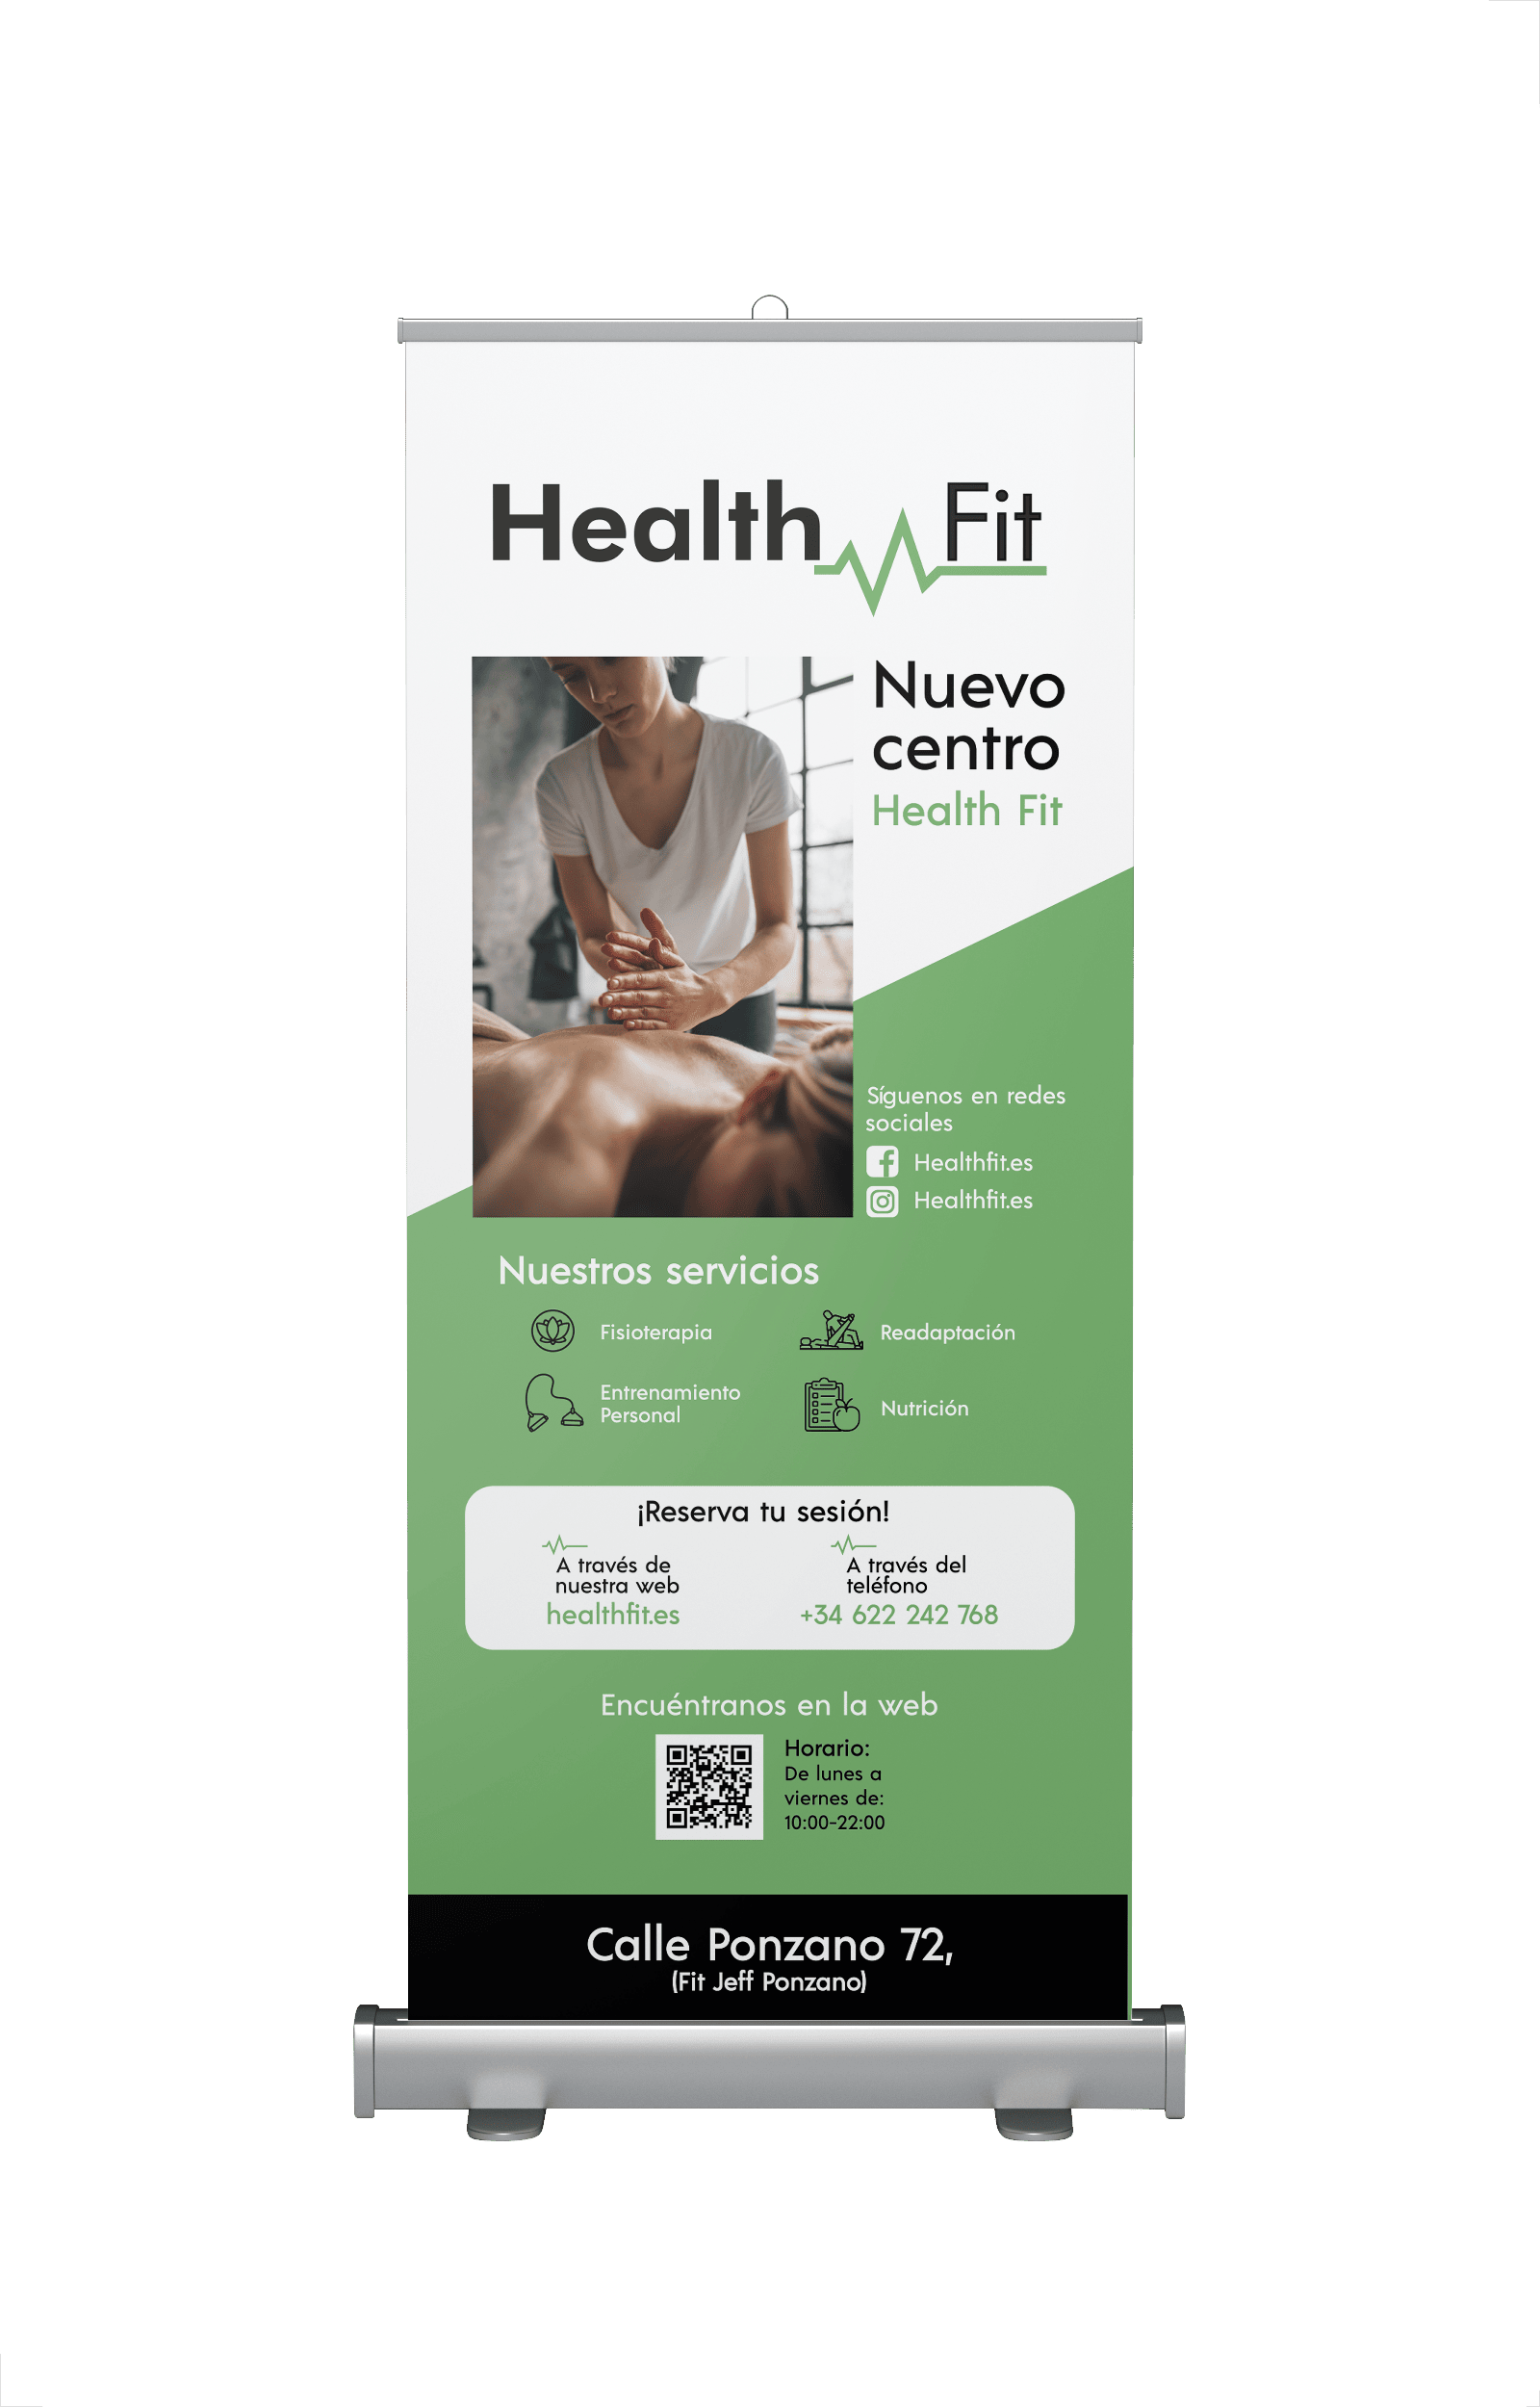 Health Fit
Nuevo
centro
Health Fit
Síguenos en redes
sociales
Healthfit.es
Healthfit.es
Nuestros servicios
Fisioterapia
Readaptación
Entrenamiento
Personal
Nutrición
¡Reserva tu sesión!
A través de
nuestra web
healthfit.es
A través del
teléfono
+34 622 242 768
Encuéntranos en la web
Horario:
De lunes a
viernes de:
10:00-22:00
Calle Ponzano 72,
(Fit Jeff Ponzano)